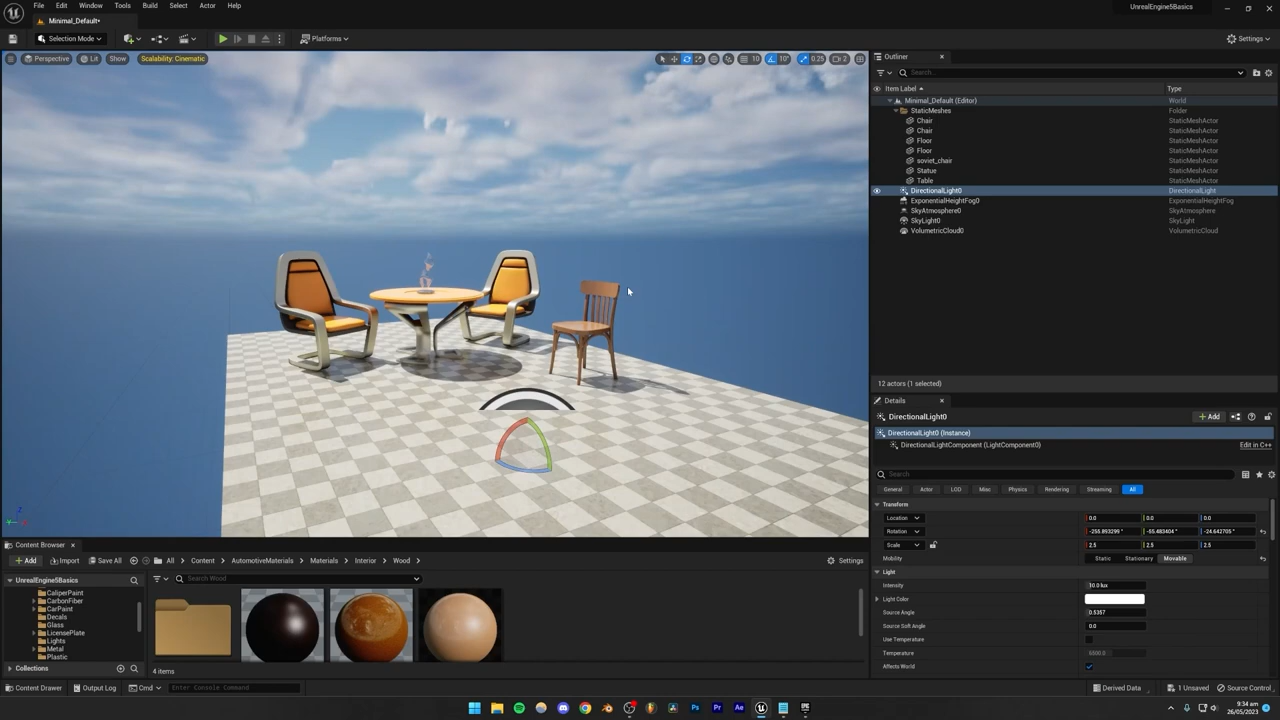 File Edit Window Tools Build Select Actor Help
Minimal_Default*
UnrealEngine5Basics
Selection Mode
Platforms
Settings
Perspective Lit Show Scalability: Cinematic
10 10° 0.25 2
Outliner
Search...
Item Label Type
Minimal_Default (Editor) World
StaticMeshes Folder
Chair StaticMeshActor
Chair StaticMeshActor
Floor StaticMeshActor
Floor StaticMeshActor
soviet_chair StaticMeshActor
Statue StaticMeshActor
Table StaticMeshActor
DirectionalLight0 DirectionalLight
ExponentialHeightFog0 ExponentialHeightFog
SkyAtmosphere0 SkyAtmosphere
SkyLight0 SkyLight
VolumetricCloud0 VolumetricCloud
12 actors (1 selected)
Details
DirectionalLight0
Add
DirectionalLight0 (Instance)
DirectionalLightComponent (LightComponent0) Edit in C++
Search
General Actor LOD Misc Physics Rendering Streaming All
Transform
Location 0.0 0.0 0.0
Rotation -255.893299 ° -55.483404 ° -24.642705 °
Scale 2.5 2.5 2.5
Mobility Static Stationary Movable
Light
Intensity 10.0 lux
Light Color
Source Angle 0.5357
Source Soft Angle 0.0
Use Temperature
Temperature 6500.0
Affects World
Content Browser
Add Import Save All All Content AutomotiveMaterials Materials Interior Wood Settings
UnrealEngine5Basics
Search Wood
CaliperPaint
CarbonFiber
CarPaint
Decals
Glass
LicensePlate
Lights
Metal
Plastic
Collections
4 items
Content Drawer Output Log Cmd Enter Console Command
Derived Data 1 Unsaved Source Control
9:34 am
26/05/2023